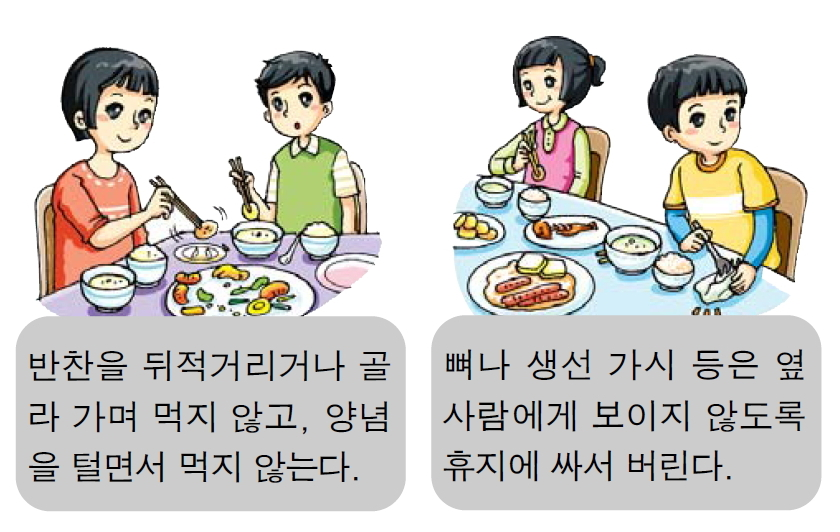 반찬을 뒤적거리거나 골
라 가며 먹지 않고, 양념
을 털면서 먹지 않는다.
뼈나 생선 가시 등은 옆
사람에게 보이지 않도록
휴지에 싸서 버린다.